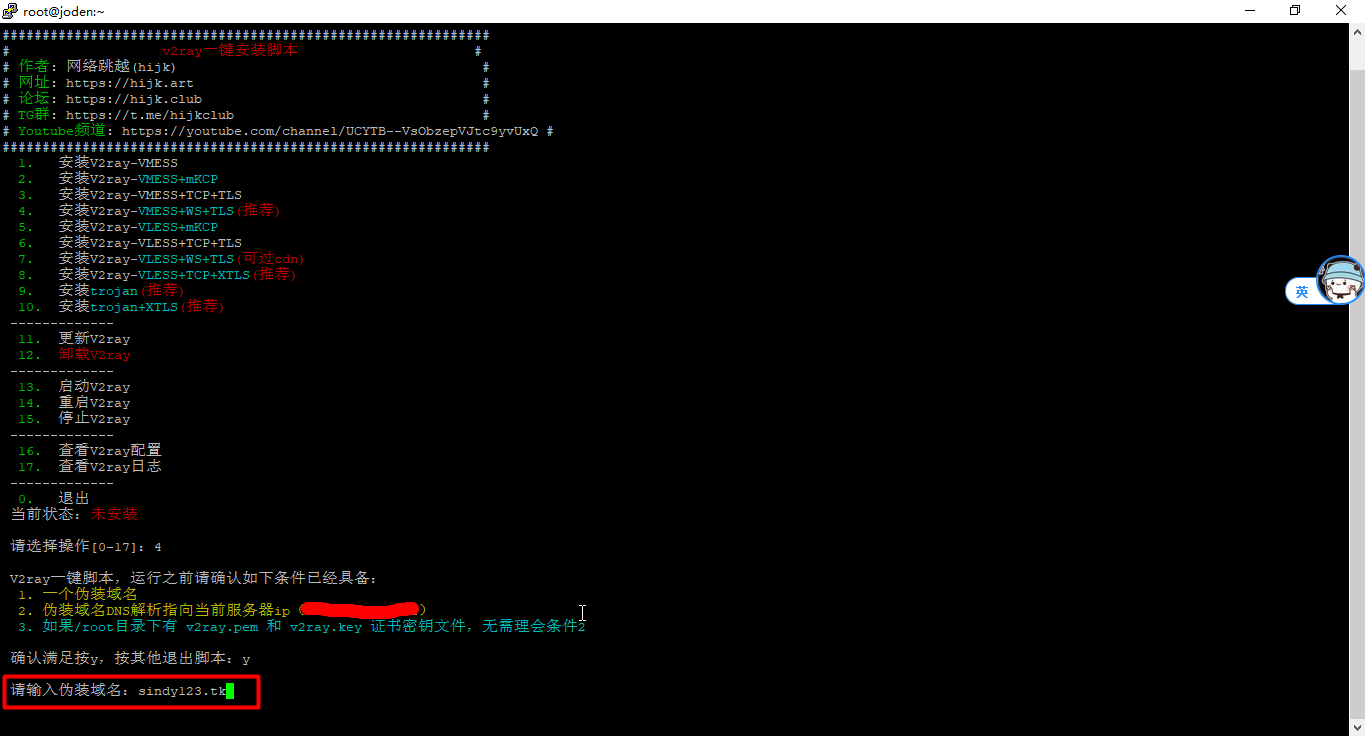 root@joden:~
#############################################################
# v2ray一键安装脚本 #
# 作者: 网络跳越(hijk) #
# 网址: https://hijk.art #
# 论坛: https://hijk.club #
# TG群: https://t.me/hijkclub #
# Youtube频道: https://youtube.com/channel/UCYTB--VsObzepVJtc9yvUxQ #
#############################################################
1. 安装V2ray-VMESS
2. 安装V2ray-VMESS+mKCP
3. 安装V2ray-VMESS+TCP+TLS
4. 安装V2ray-VMESS+WS+TLS(推荐)
5. 安装V2ray-VLESS+mKCP
6. 安装V2ray-VLESS+TCP+TLS
7. 安装V2ray-VLESS+WS+TLS(可过cdn)
8. 安装V2ray-VLESS+TCP+XTLS(推荐)
9. 安装trojan(推荐)
10. 安装trojan+XTLS(推荐)
-------------
11. 更新V2ray
12. 卸载V2ray
-------------
13. 启动V2ray
14. 重启V2ray
15. 停止V2ray
-------------
16. 查看V2ray配置
17. 查看V2ray日志
-------------
0. 退出
当前状态: 未安装
请选择操作[0-17]: 4
V2ray一键脚本，运行之前请确认如下条件已经具备:
1. 一个伪装域名
2. 伪装域名DNS解析指向当前服务器ip（）
3. 如果/root目录下有 v2ray.pem 和 v2ray.key 证书密钥文件，无需理会条件2
确认满足按y，按其他退出脚本: y
请输入伪装域名: sindy123.tk
英